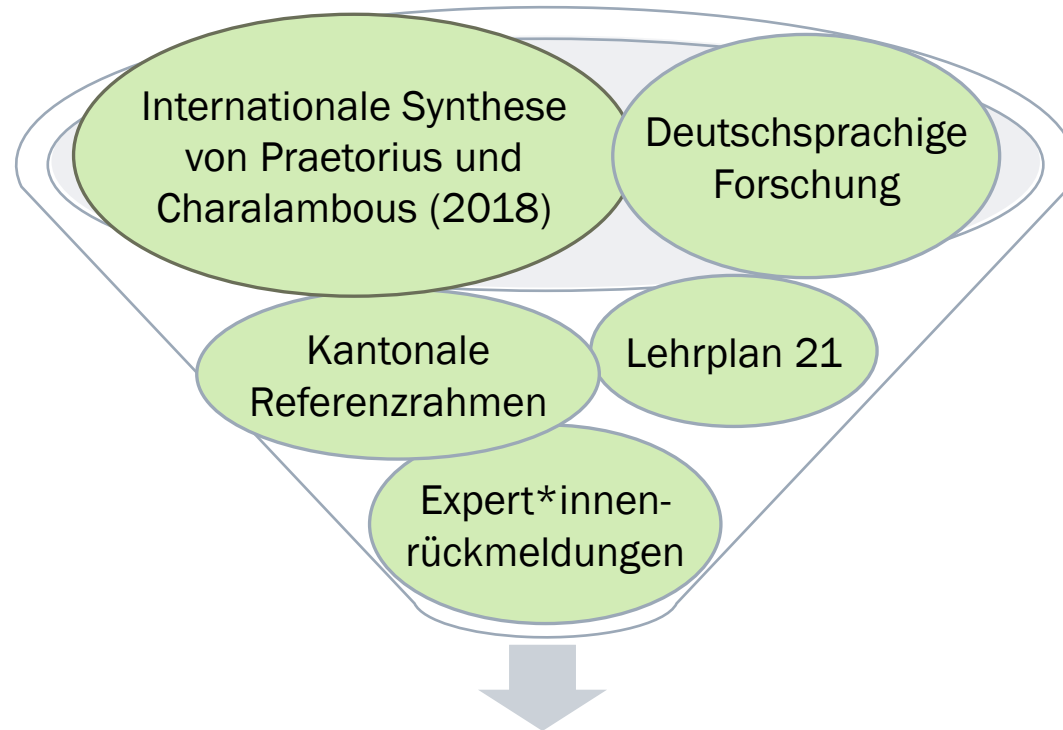 Internationale Synthese
von Praetorius und
Charalambous (2018)
Deutschsprachige
Forschung
Kantonale
Referenzrahmen
Lehrplan 21
Expert*innen-
rückmeldungen